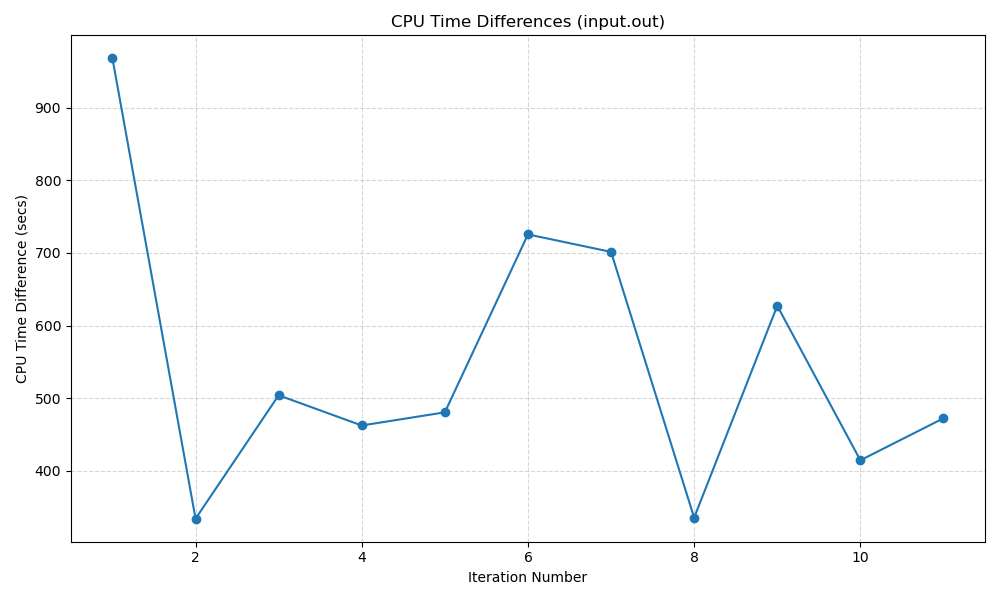 CPU Time Differences (input.out)
CPU Time Difference (secs)
900
800
700
600
500
400
2 4 6 8 10
Iteration Number